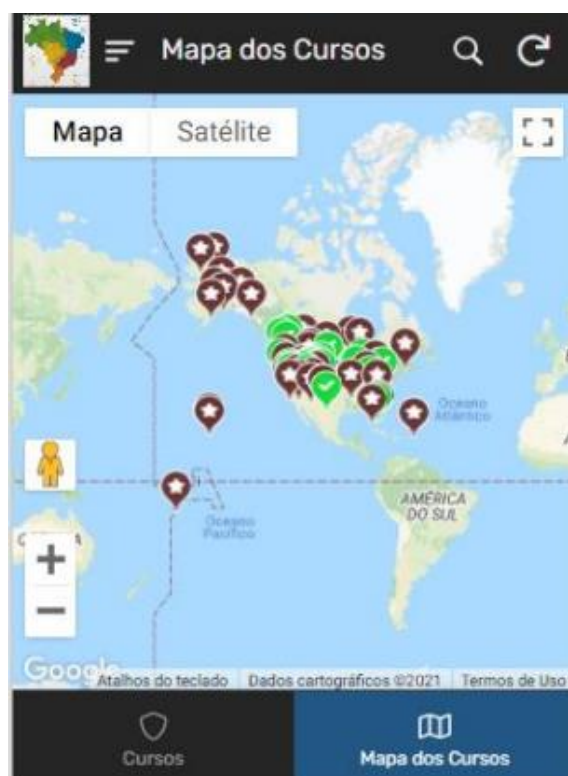 Mapa dos Cursos
Mapa Satélite
Oceano
Atlântico
AMÉRICA
DO SUL
Oceano
Pacífico
Google
Atalhos do teclado Dados cartográficos ©2021 Termos de Uso
Cursos Mapa dos Cursos